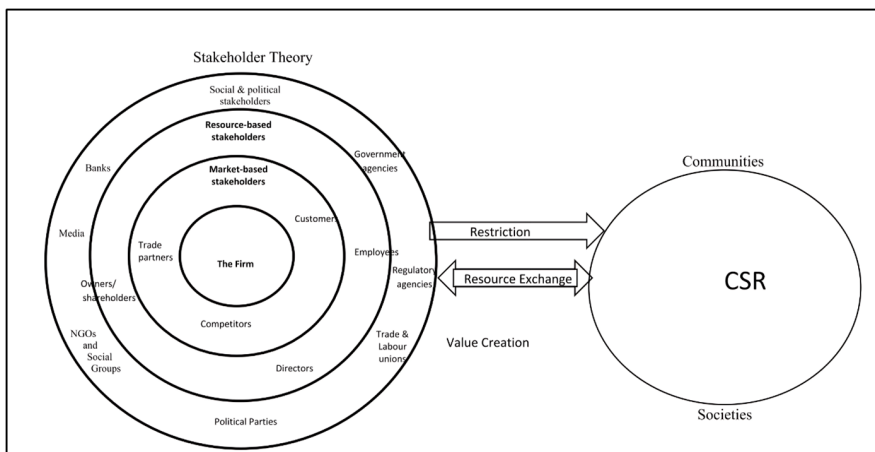 Stakeholder Theory
Social & political
stakeholders
Resource-based
stakeholders
Government
agencies
Banks
Market-based
stakeholders
Communities
Customers
Media
Trade
partners
The Firm
Employees
Restriction
Regulatory
agencies
Resource Exchange
CSR
Owners/
shareholders
Competitors
NGOs
and
Social
Groups
Trade &
Labour
unions
Value Creation
Directors
Political Parties
Societies